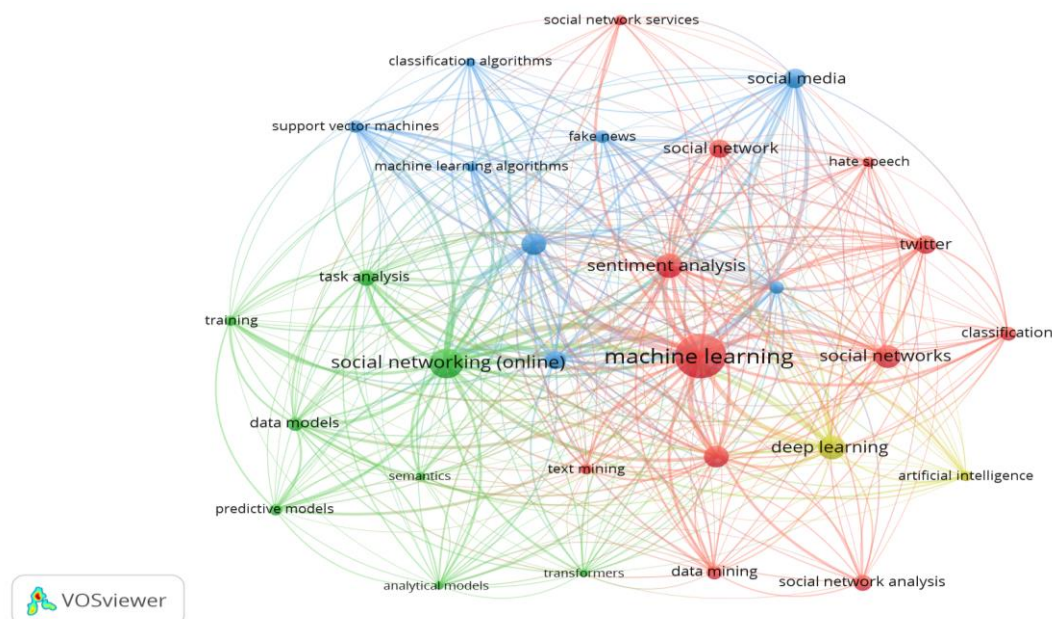 social network services
classification algorithms
social media
support vector machines
fake news
social network
machine learning algorithms
hate speech
twitter
sentiment analysis
task analysis
training
classification
machine learning
social networks
social networking (online)
data models
deep learning
semantics
text mining
artificial intelligence
predictive models
transformers
data mining
analytical models
social network analysis
VOSviewer